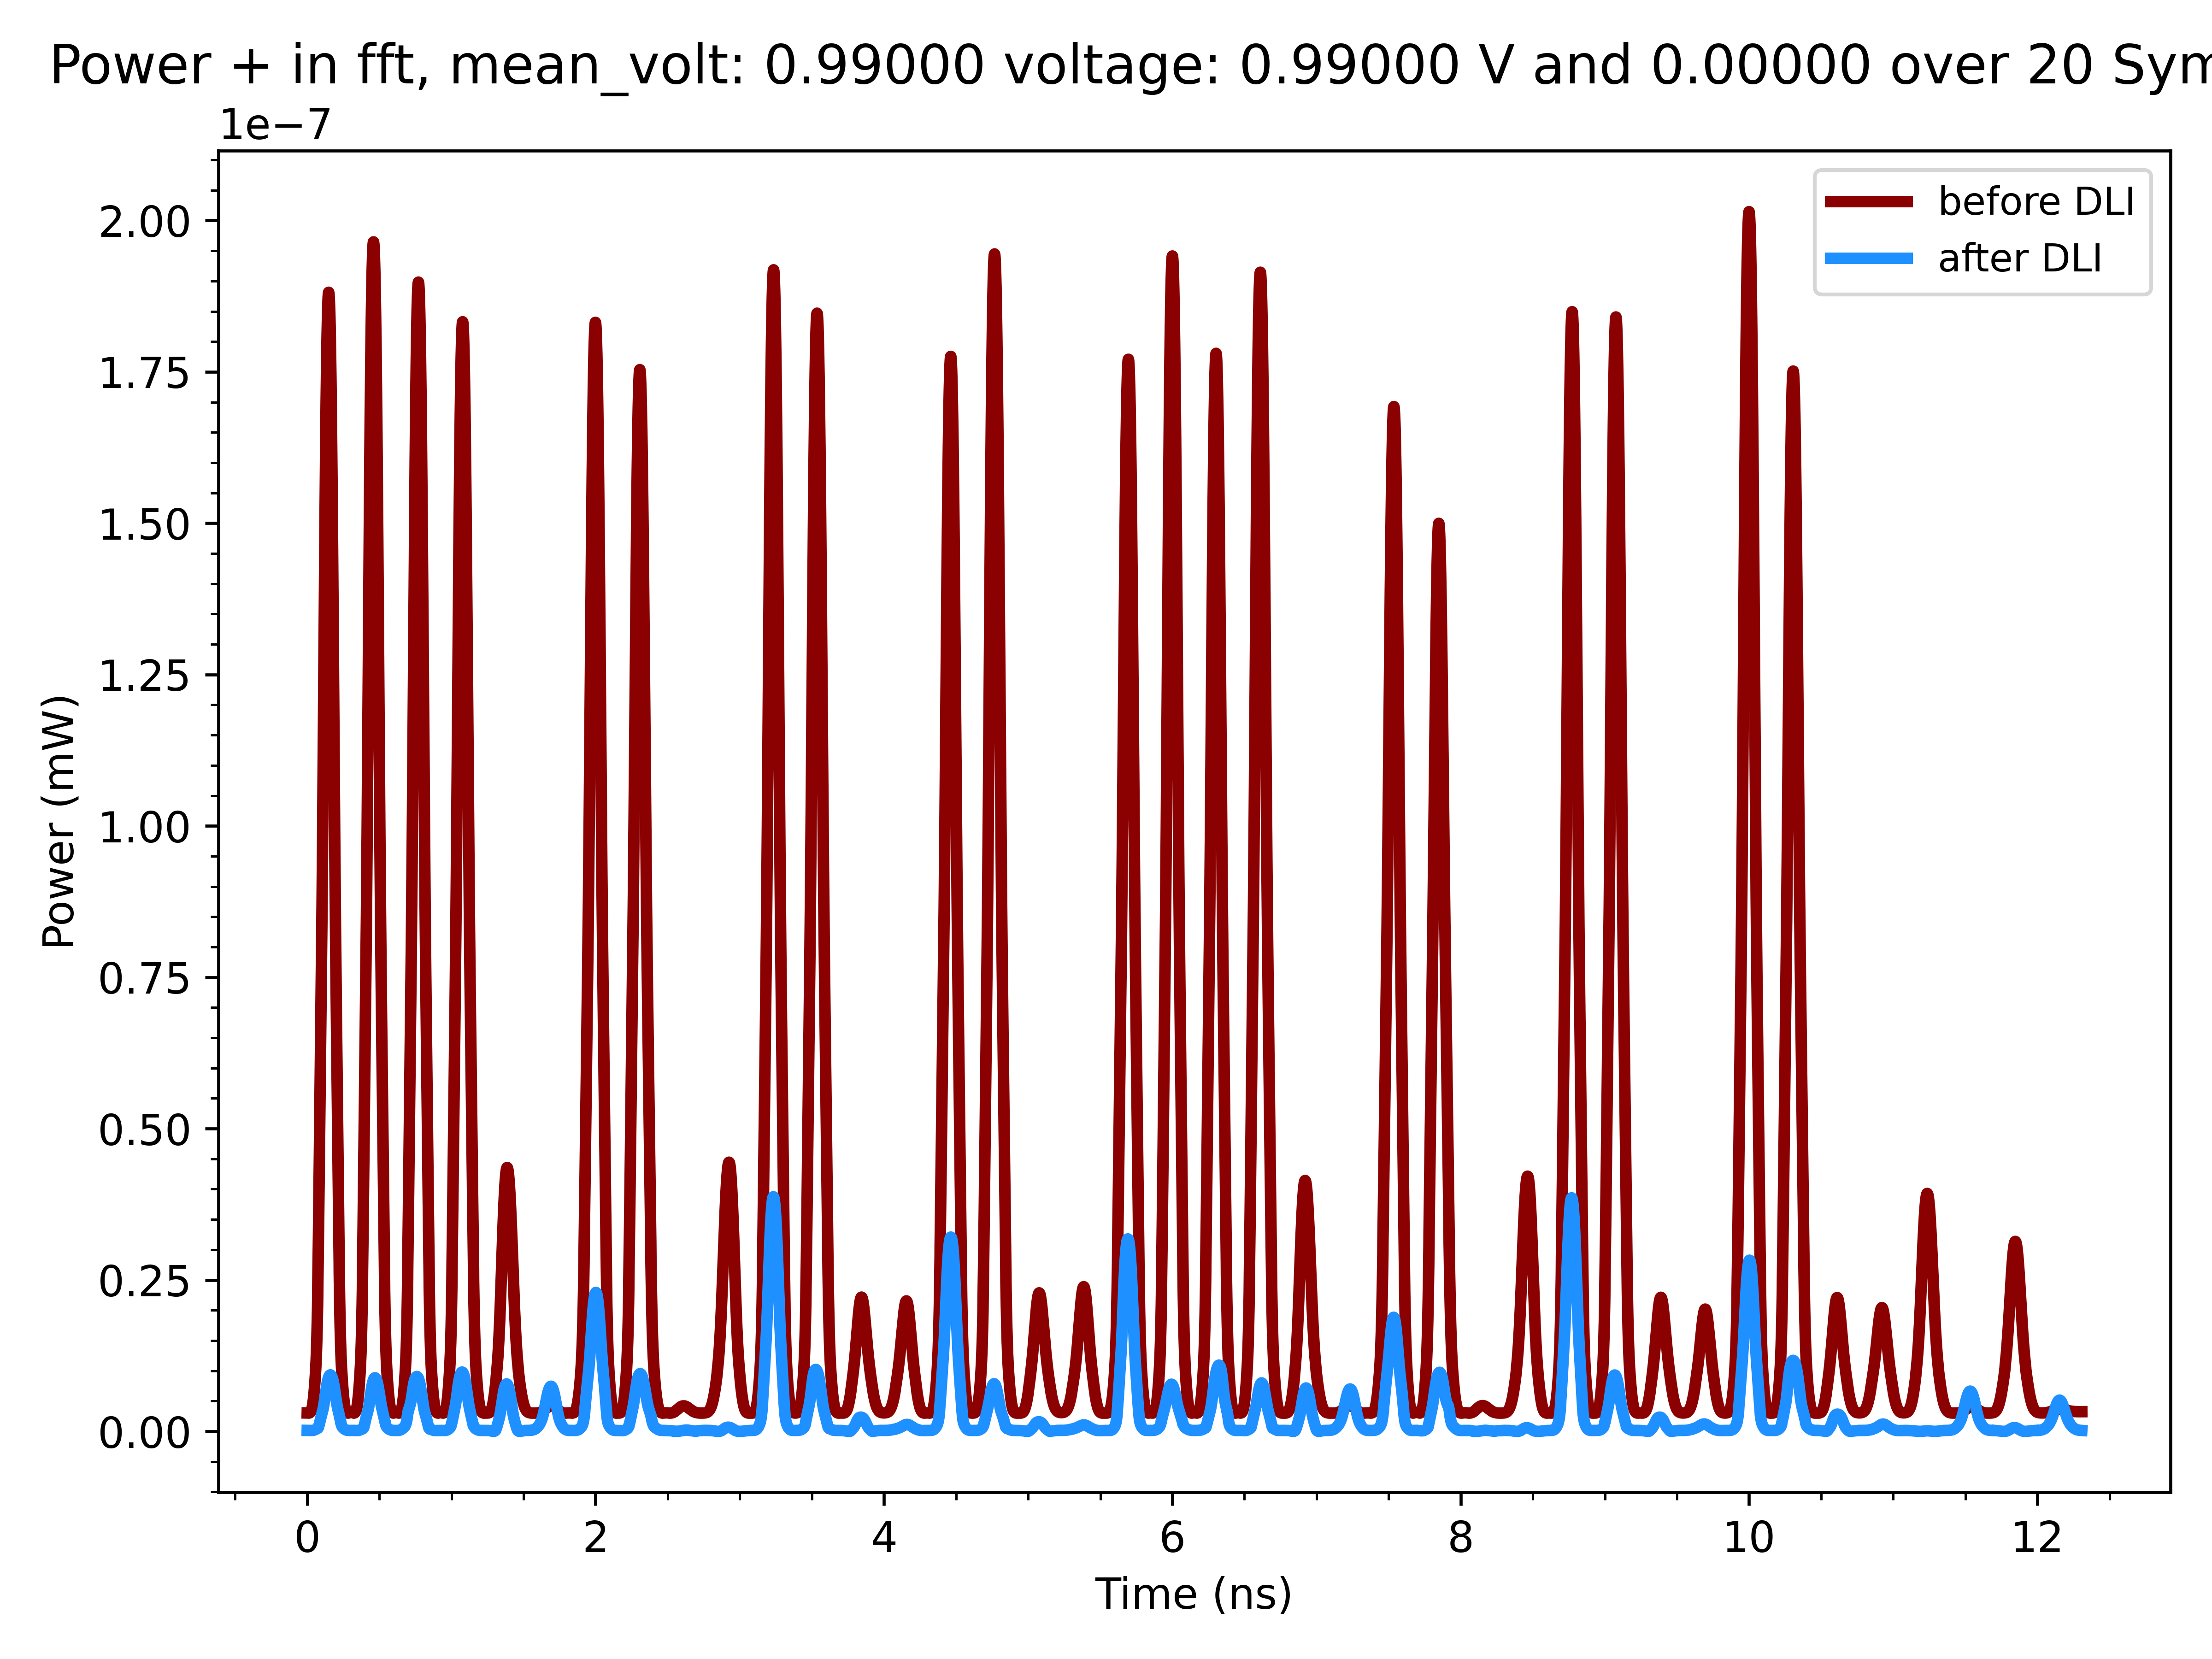 Power + in fft, mean_volt: 0.99000 voltage: 0.99000 V and 0.00000 over 20 Sym
1e−7
before DLI
after DLI
2.00
1.75
1.50
1.25
1.00
0.75
0.50
0.25
0.00
Power (mW)
0 2 4 6 8 10 12
Time (ns)